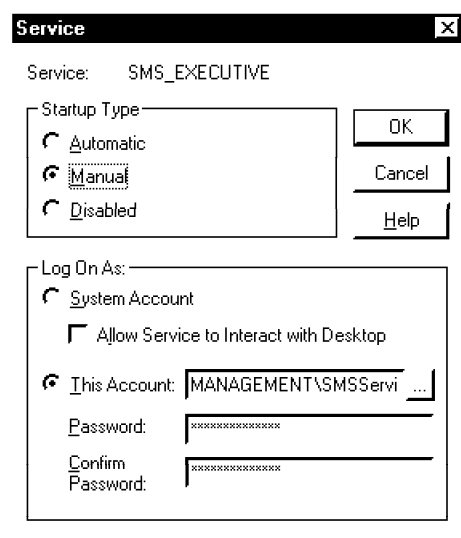 Service
Service: SMS_EXECUTIVE
Startup Type
Automatic
Manual
Disabled
OK
Cancel
Help
Log On As:
System Account
Allow Service to Interact with Desktop
This Account: MANAGEMENT\SMSServi ...
Password: **************
Confirm
Password: **************